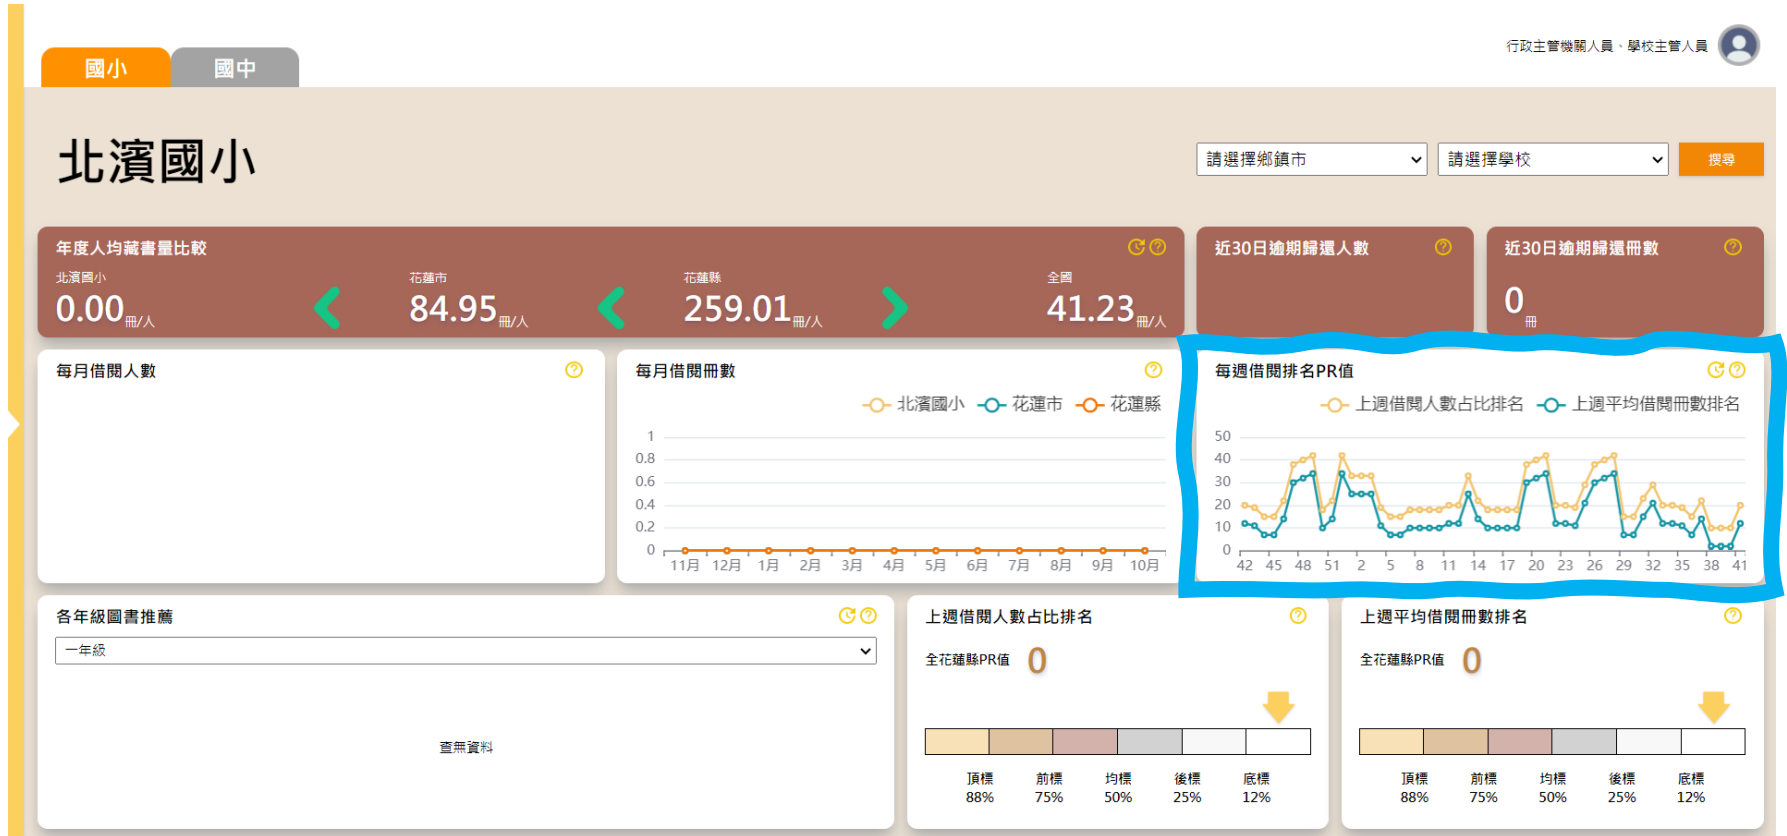 行政主管機關人員、學校主管人員
國小 國中
北濱國小
請選擇鄉鎮市 請選擇學校 搜尋
年度人均藏書量比較
北濱國小 花蓮市 花蓮縣 全國
0.00冊/人 84.95冊/人 259.01冊/人 41.23冊/人
近30日逾期歸還人數
近30日逾期歸還冊數
0冊
每月借閱人數
每月借閱冊數
北濱國小 花蓮市 花蓮縣
1
0.8
0.6
0.4
0.2
0
11月 12月 1月 2月 3月 4月 5月 6月 7月 8月 9月 10月
每週借閱排名PR值
上週借閱人數占比排名 上週平均借閱冊數排名
50
40
30
20
10
0
42 45 48 51 2 5 8 11 14 17 20 23 26 29 32 35 38 41
各年級圖書推薦
一年級
查無資料
上週借閱人數占比排名
全花蓮縣PR值 0
頂標 前標 均標 後標 底標
88% 75% 50% 25% 12%
上週平均借閱冊數排名
全花蓮縣PR值 0
頂標 前標 均標 後標 底標
88% 75% 50% 25% 12%